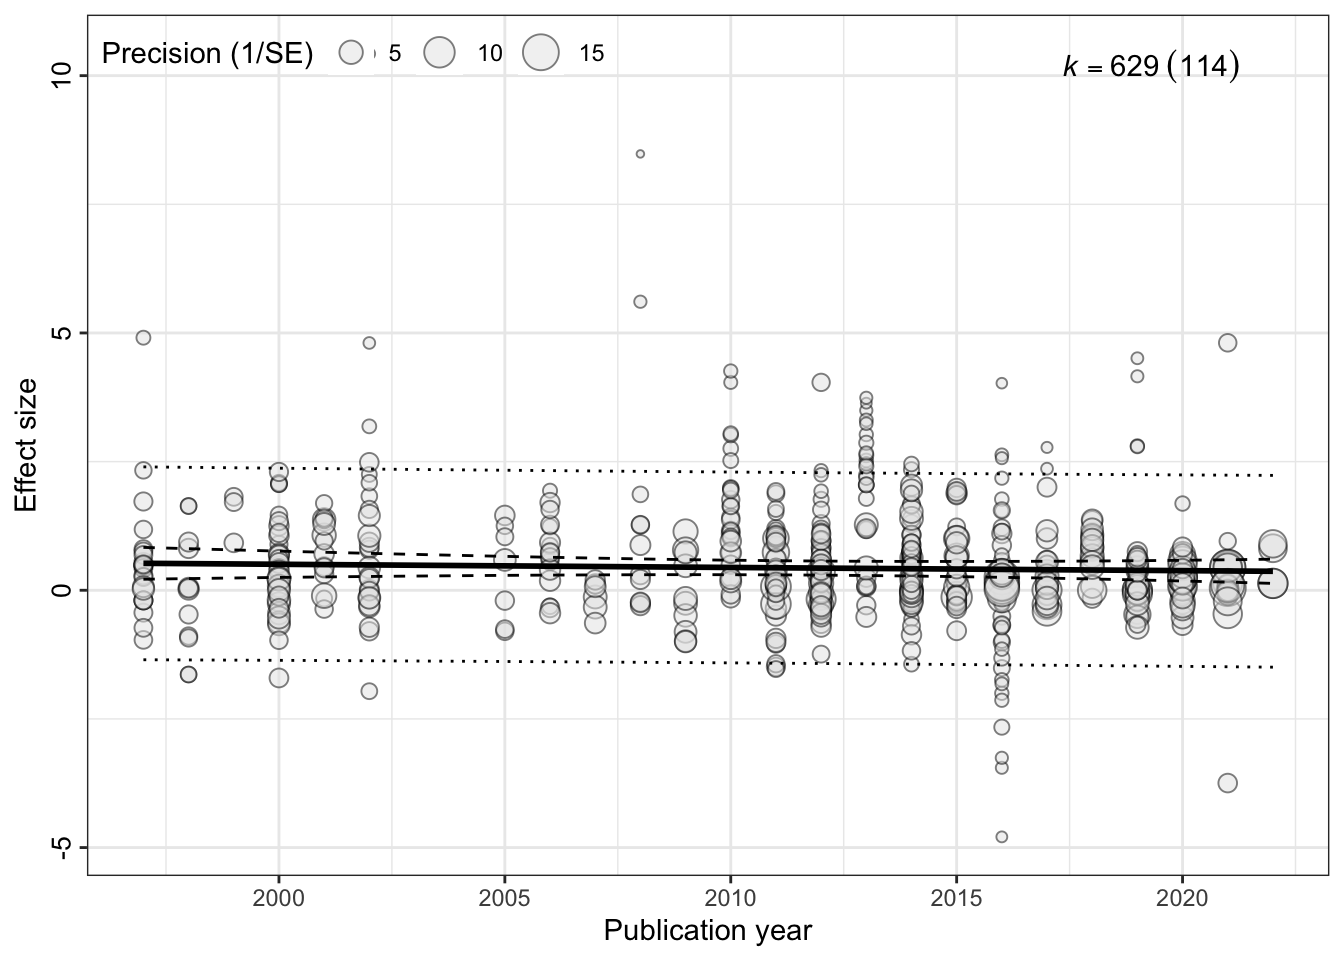 Precision (1/SE) 5 10 15
k = 629 (114)
10
5
0
-5
Effect size
2000 2005 2010 2015 2020
Publication year